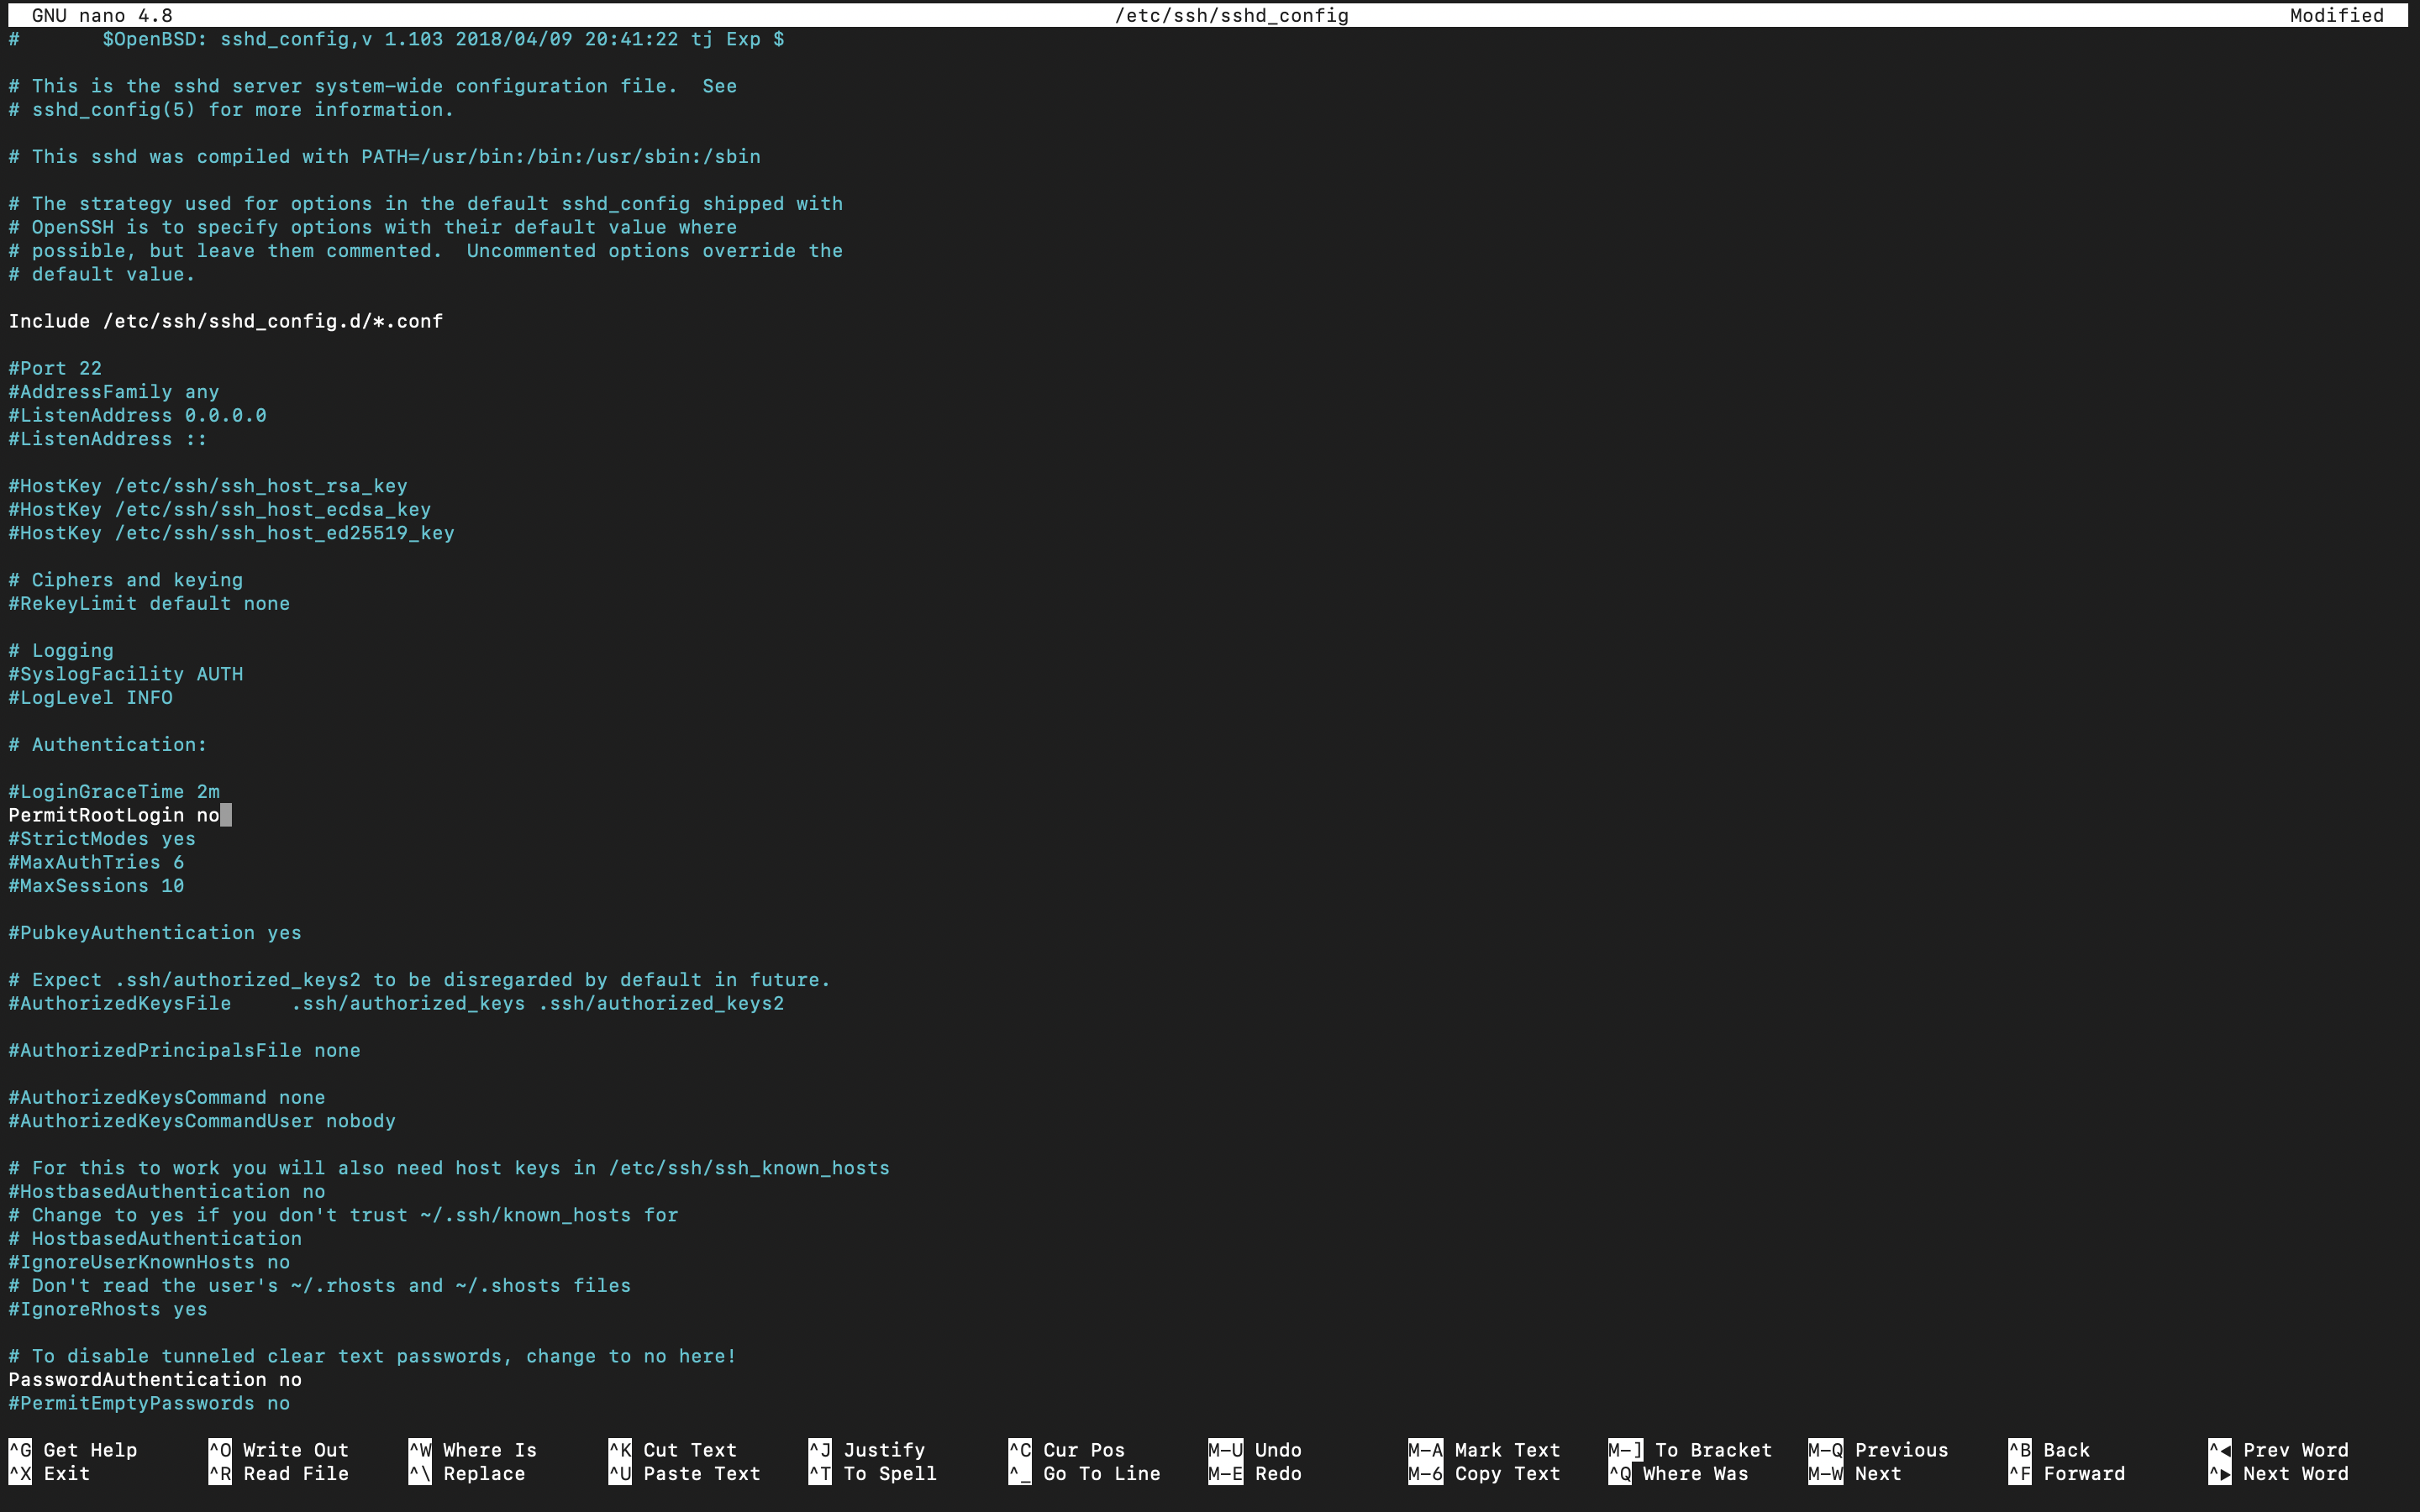 GNU nano 4.8 /etc/ssh/sshd_config Modified
# $OpenBSD: sshd_config,v 1.103 2018/04/09 20:41:22 tj Exp $
# This is the sshd server system-wide configuration file.  See
# sshd_config(5) for more information.
# This sshd was compiled with PATH=/usr/bin:/bin:/usr/sbin:/sbin
# The strategy used for options in the default sshd_config shipped with
# OpenSSH is to specify options with their default value where
# possible, but leave them commented.  Uncommented options override the
# default value.
Include /etc/ssh/sshd_config.d/*.conf
#Port 22
#AddressFamily any
#ListenAddress 0.0.0.0
#ListenAddress ::
#HostKey /etc/ssh/ssh_host_rsa_key
#HostKey /etc/ssh/ssh_host_ecdsa_key
#HostKey /etc/ssh/ssh_host_ed25519_key
# Ciphers and keying
#RekeyLimit default none
# Logging
#SyslogFacility AUTH
#LogLevel INFO
# Authentication:
#LoginGraceTime 2m
PermitRootLogin no
#StrictModes yes
#MaxAuthTries 6
#MaxSessions 10
#PubkeyAuthentication yes
# Expect .ssh/authorized_keys2 to be disregarded by default in future.
#AuthorizedKeysFile     .ssh/authorized_keys .ssh/authorized_keys2
#AuthorizedPrincipalsFile none
#AuthorizedKeysCommand none
#AuthorizedKeysCommandUser nobody
# For this to work you will also need host keys in /etc/ssh/ssh_known_hosts
#HostbasedAuthentication no
# Change to yes if you don't trust ~/.ssh/known_hosts for
# HostbasedAuthentication
#IgnoreUserKnownHosts no
# Don't read the user's ~/.rhosts and ~/.shosts files
#IgnoreRhosts yes
# To disable tunneled clear text passwords, change to no here!
PasswordAuthentication no
#PermitEmptyPasswords no
^G Get Help ^O Write Out ^W Where Is ^K Cut Text ^J Justify ^C Cur Pos M-U Undo M-A Mark Text M-] To Bracket M-Q Previous ^B Back ^◀ Prev Word
^X Exit ^R Read File ^\ Replace ^U Paste Text ^T To Spell ^_ Go To Line M-E Redo M-6 Copy Text ^Q Where Was M-W Next ^F Forward ^▶ Next Word